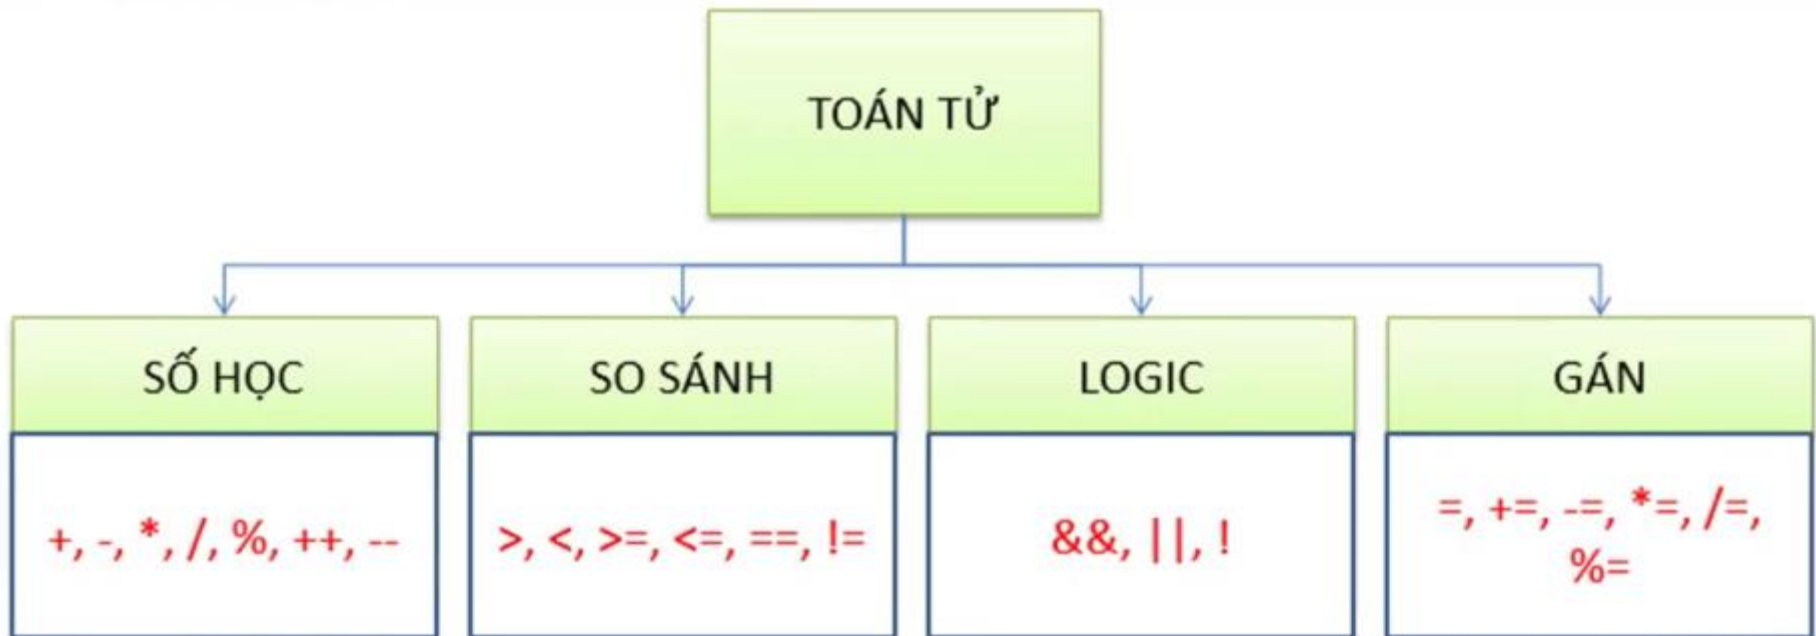 TOÁN TỬ
SỐ HỌC
SO SÁNH
LOGIC
GÁN
+, -, *, /, %, ++, --
>, <, >=, <=, ==, !=
&&, ||, !
=, +=, -=, *=, /=,
%=